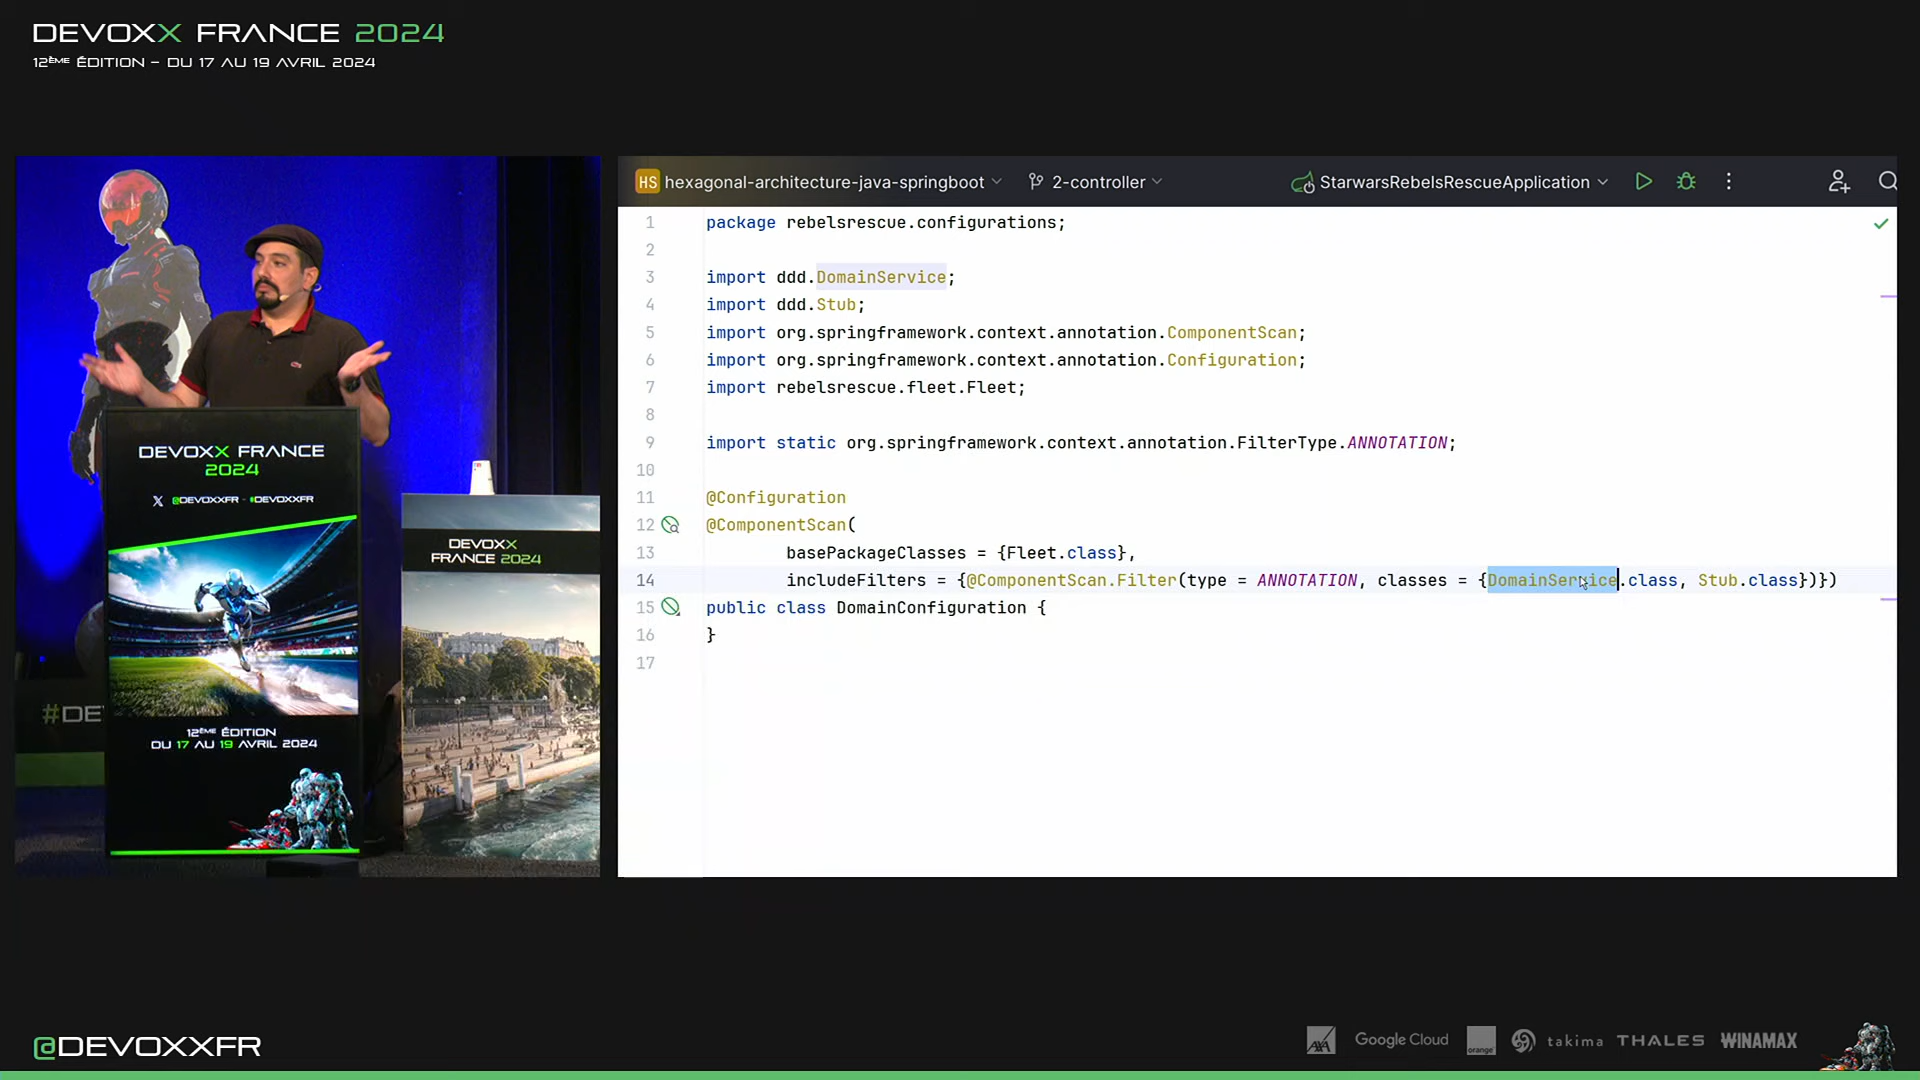 DEVOXX FRANCE 2024
12ÈME ÉDITION – DU 17 AU 19 AVRIL 2024
DEVOXX FRANCE
2024
X @DEVOXXFR - #DEVOXXFR
DEVOXX
FRANCE 2024
#DE
12ÈME ÉDITION
DU 17 AU 19 AVRIL 2024
HS hexagonal-architecture-java-springboot 2-controller StarwarsRebelsRescueApplication
1 package rebelsrescue.configurations;
2
3 import ddd.DomainService;
4 import ddd.Stub;
5 import org.springframework.context.annotation.ComponentScan;
6 import org.springframework.context.annotation.Configuration;
7 import rebelsrescue.fleet.Fleet;
8
9 import static org.springframework.context.annotation.FilterType.ANNOTATION;
10
11 @Configuration
12 @ComponentScan(
13 basePackageClasses = {Fleet.class},
14 includeFilters = {@ComponentScan.Filter(type = ANNOTATION, classes = {DomainService.class, Stub.class})})
15 public class DomainConfiguration {
16 }
17
@DEVOXXFR
AXA Google Cloud orange takima THALES WINAMAX